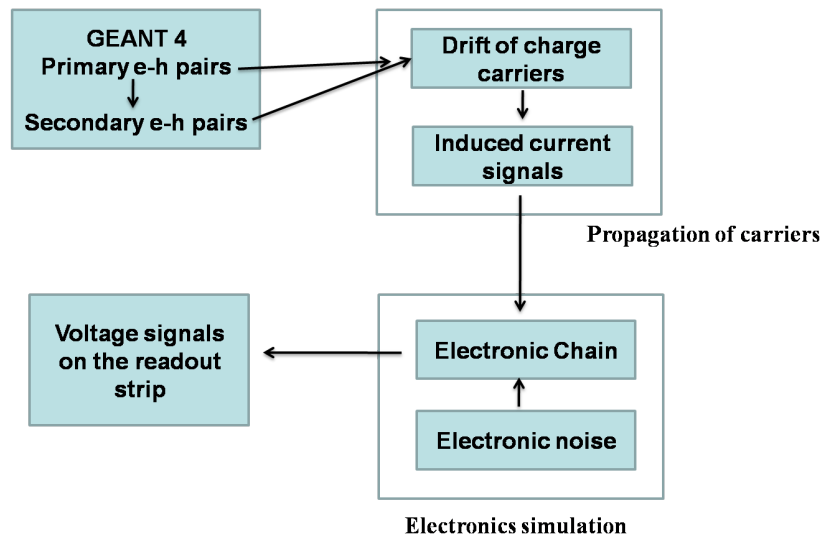 GEANT 4
Primary e-h pairs
Secondary e-h pairs
Drift of charge
carriers
Induced current
signals
Propagation of carriers
Voltage signals
on the readout
strip
Electronic Chain
Electronic noise
Electronics simulation